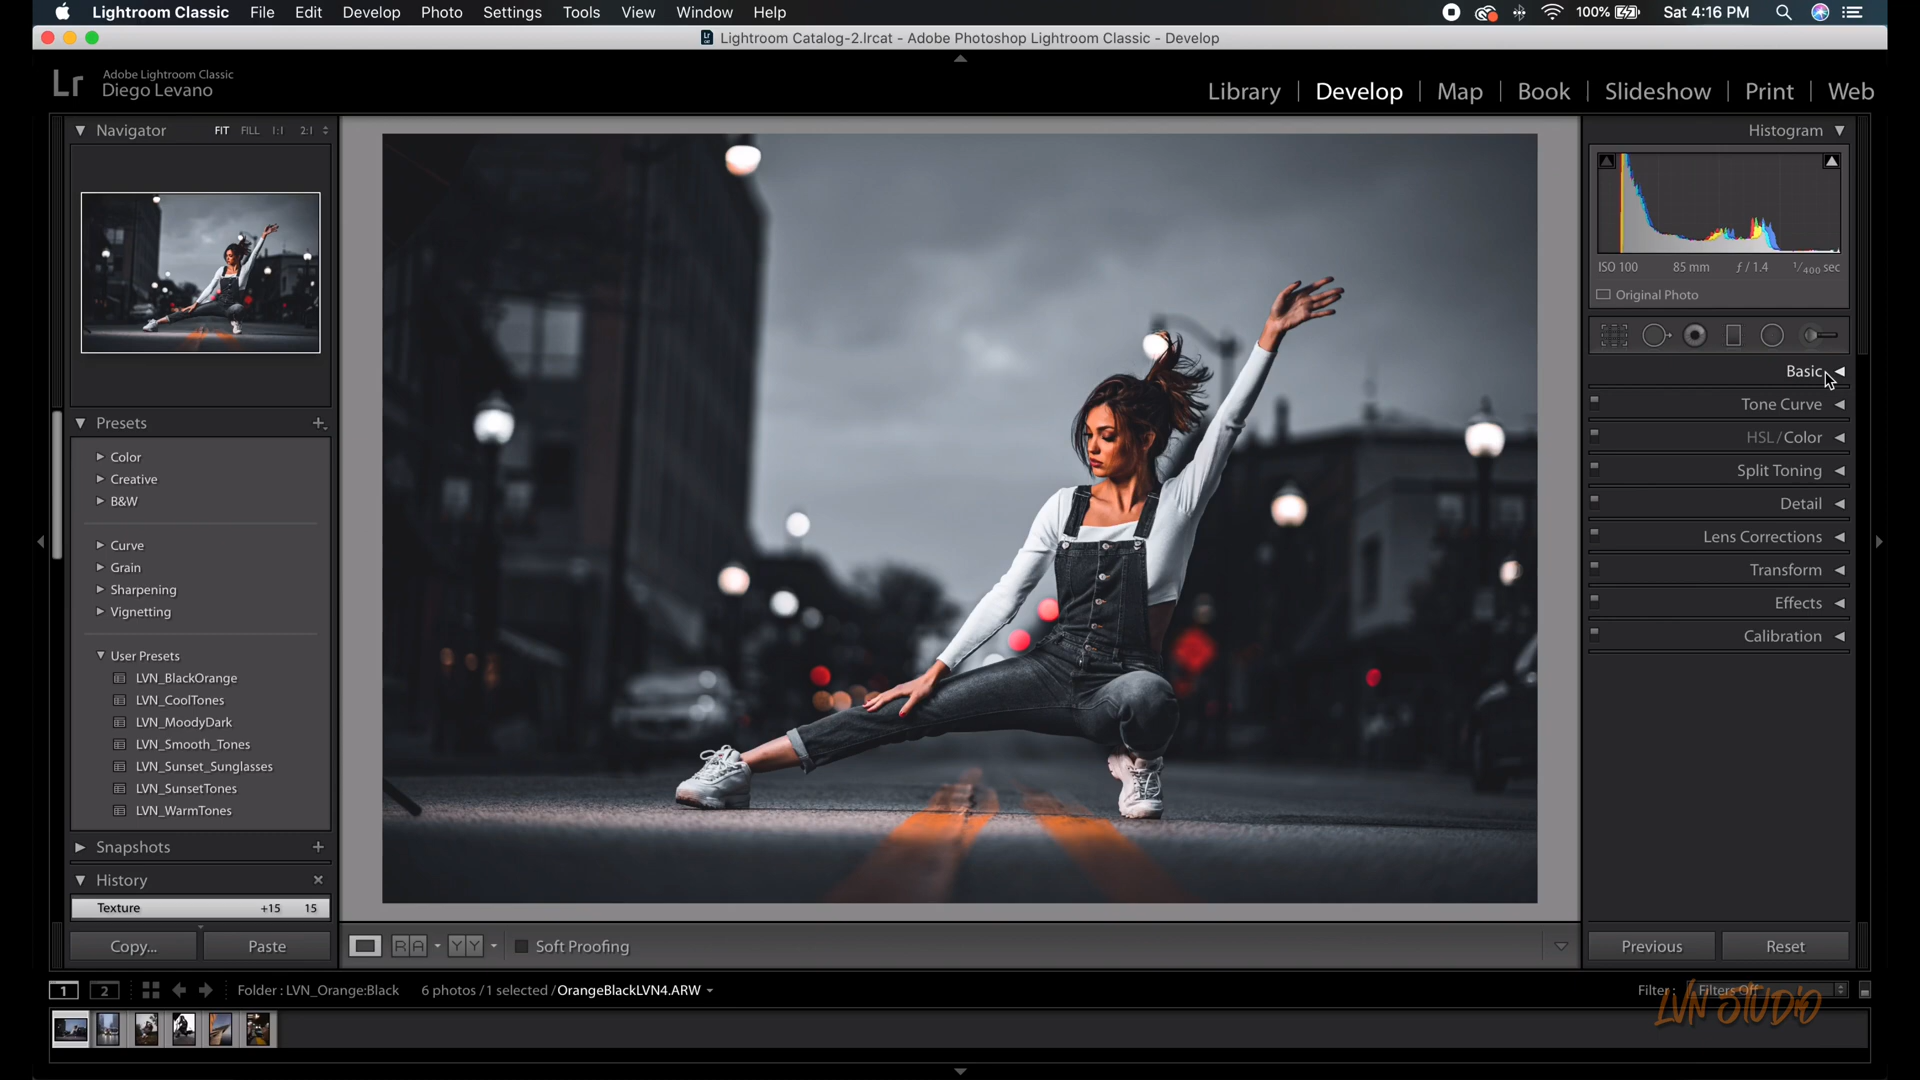 Lightroom Classic File Edit Develop Photo Settings Tools View Window Help 100% Sat 4:16 PM
Lightroom Catalog-2.lrcat - Adobe Photoshop Lightroom Classic - Develop
Lr
Adobe Lightroom Classic
Diego Levano
Library | Develop | Map | Book | Slideshow | Print | Web
Navigator FIT FILL 1:1 2:1
Histogram
ISO 100 85 mm ƒ / 1.4 1/400 sec
Original Photo
Basic
Tone Curve
HSL / Color
Split Toning
Detail
Lens Corrections
Transform
Effects
Calibration
Presets
Color
Creative
B&W
Curve
Grain
Sharpening
Vignetting
User Presets
LVN_BlackOrange
LVN_CoolTones
LVN_MoodyDark
LVN_Smooth_Tones
LVN_Sunset_Sunglasses
LVN_SunsetTones
LVN_WarmTones
Snapshots
History
Texture +15 15
Copy... Paste
R A Y Y Soft Proofing
Previous Reset
1 2 Folder : LVN_Orange:Black 6 photos / 1 selected / OrangeBlackLVN4.ARW
Filter : Filters Off
LVN STUDIO